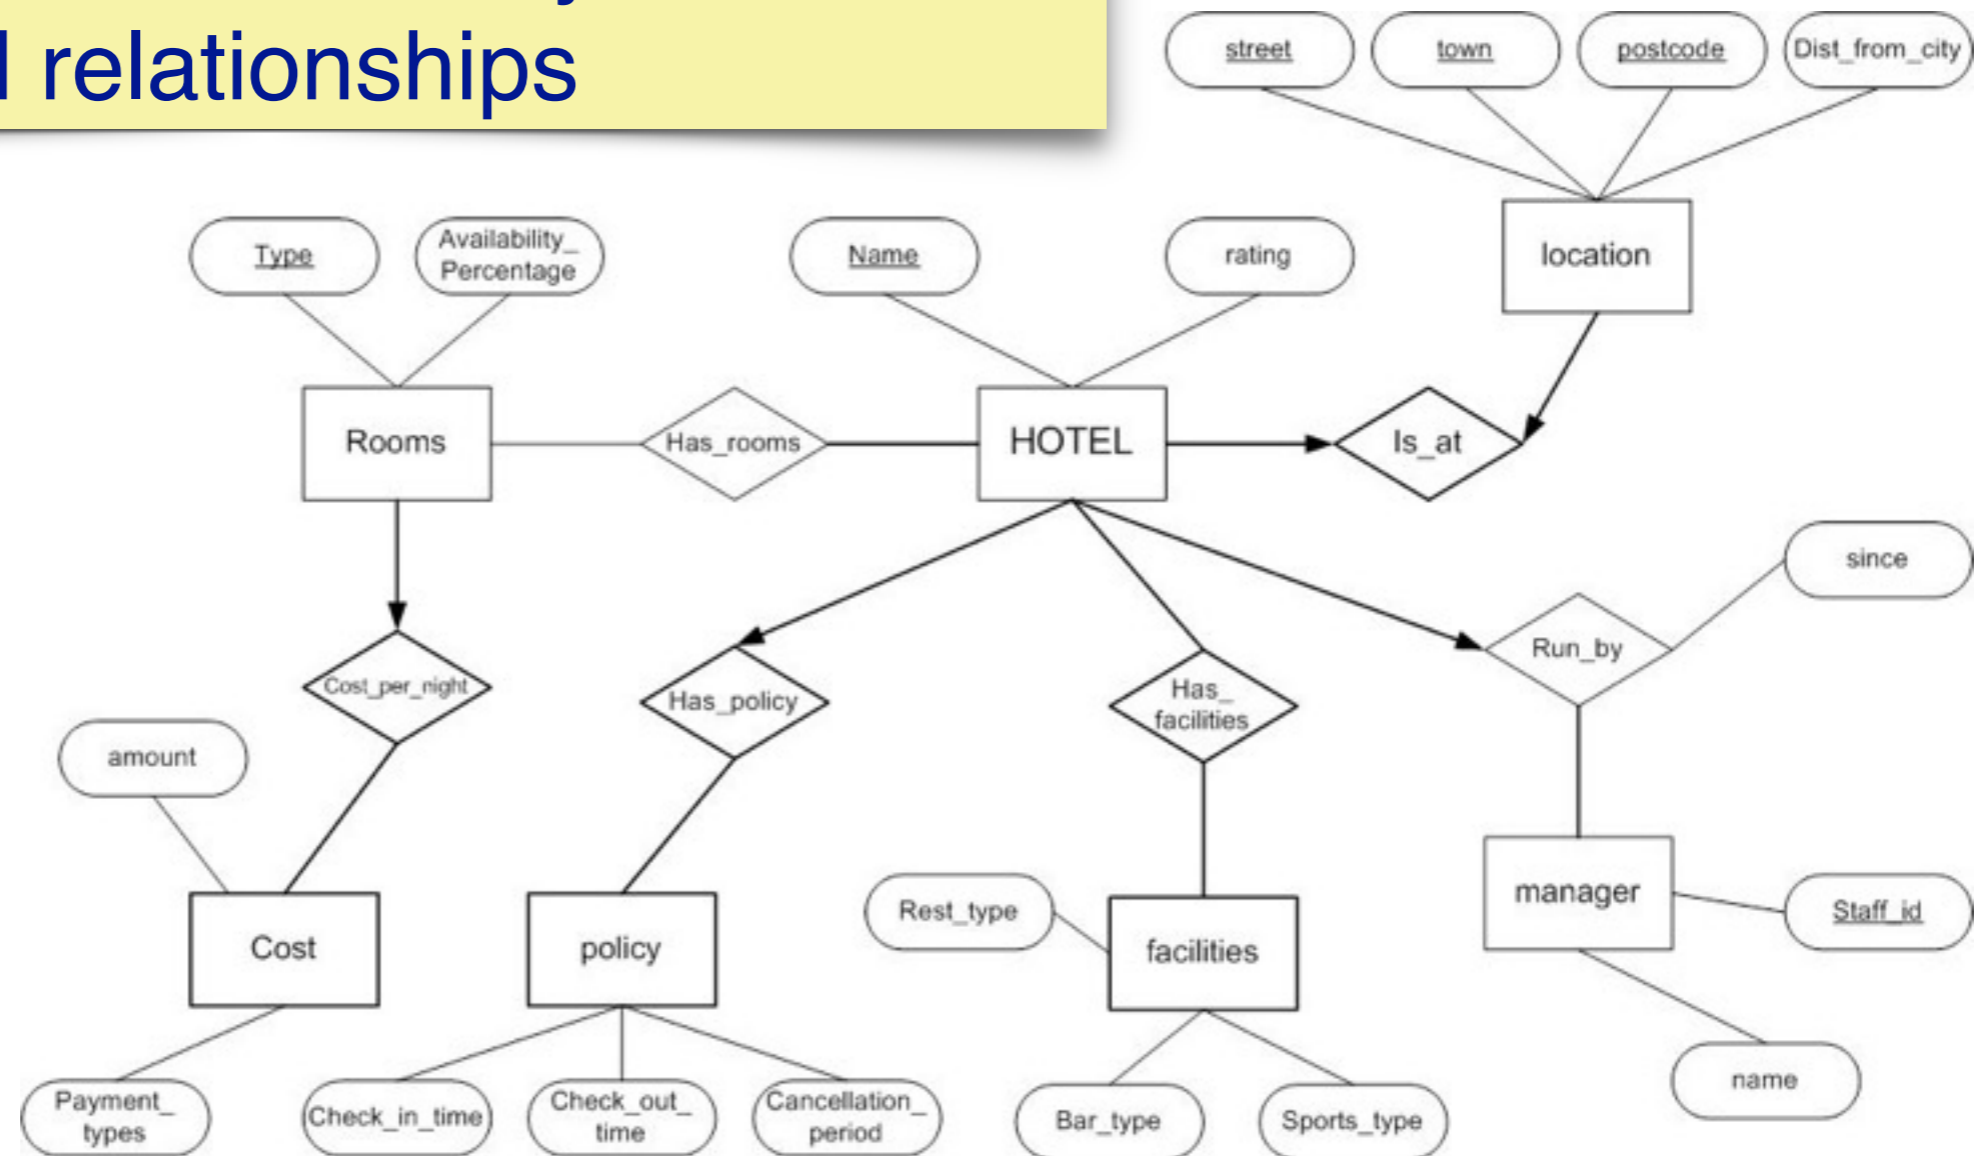 relationships
street
town
postcode
Dist_from_city
Type
Availability_
Percentage
Name
rating
location
Rooms
Has_rooms
HOTEL
Is_at
since
Cost_per_night
Has_policy
Has_
facilities
Run_by
amount
Cost
policy
Rest_type
facilities
manager
Staff_id
Payment_
types
Check_in_time
Check_out_
time
Cancellation_
period
Bar_type
Sports_type
name